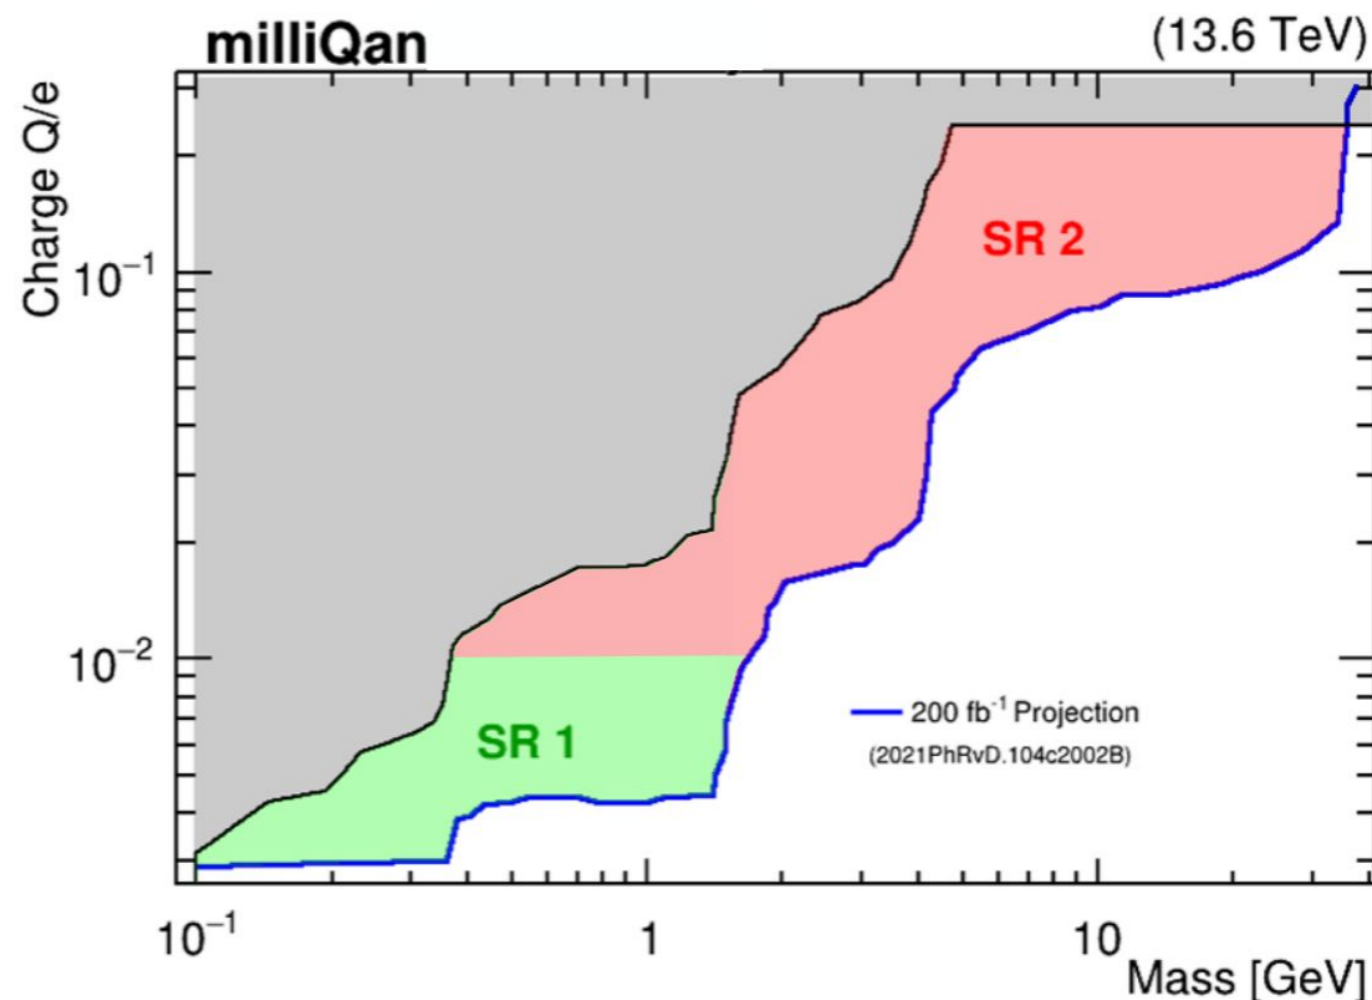 milliQan
(13.6 TeV)
Charge Q/e
10⁻¹
10⁻²
SR 2
SR 1
200 fb⁻¹ Projection
(2021PhRvD.104c2002B)
10⁻¹
1
10
Mass [GeV]